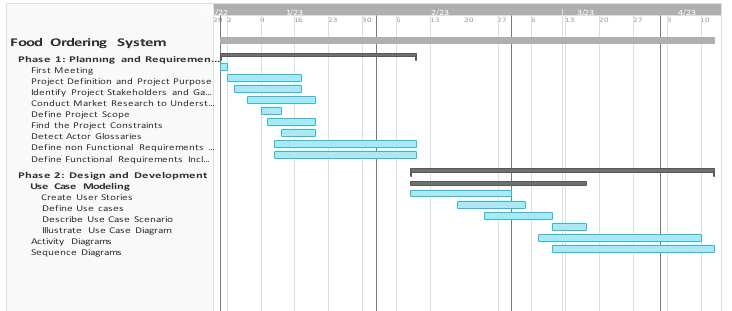 /22 1/23 2/23 3/23 4/23
29 2 9 16 23 30 6 13 20 27 6 13 20 27 3 10
Food Ordering System
Phase 1: Planning and Requiremen...
First Meeting
Project Definition and Project Purpose
Identify Project Stakeholders and Ga...
Conduct Market Research to Underst...
Define Project Scope
Find the Project Constraints
Detect Actor Glossaries
Define non Functional Requirements ...
Define Functional Requirements Incl...
Phase 2: Design and Development
Use Case Modeling
Create User Stories
Define Use cases
Describe Use Case Scenario
Illustrate Use Case Diagram
Activity Diagrams
Sequence Diagrams